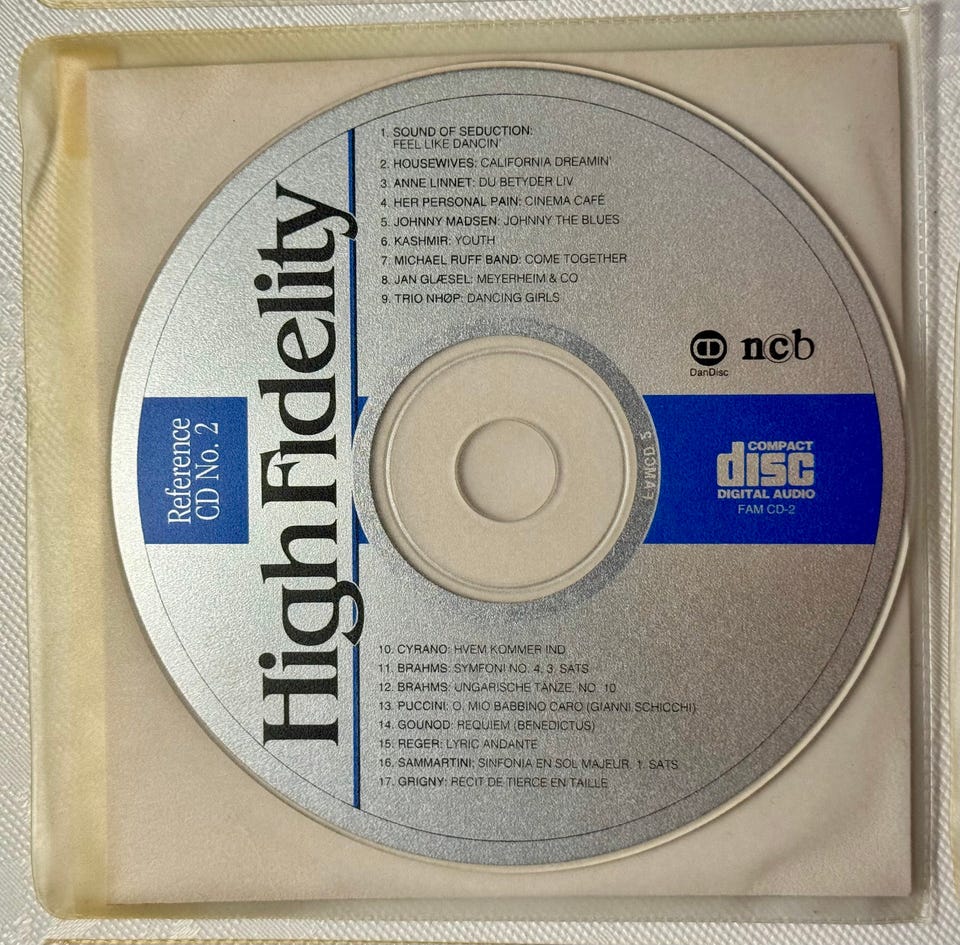 1. SOUND OF SEDUCTION:
FEEL LIKE DANCIN'
2. HOUSEWIVES: CALIFORNIA DREAMIN'
3. ANNE LINNET: DU BETYDER LIV
4. HER PERSONAL PAIN: CINEMA CAFÉ
5. JOHNNY MADSEN: JOHNNY THE BLUES
6. KASHMIR: YOUTH
7. MICHAEL RUFF BAND: COME TOGETHER
8. JAN GLÆSEL: MEYERHEIM & CO
9. TRIO NHØP: DANCING GIRLS
High Fidelity
Reference
CD No. 2
DanDisc
ncb
COMPACT
disc
DIGITAL AUDIO
FAM CD-2
10. CYRANO: HVEM KOMMER IND
11. BRAHMS: SYMFONI NO. 4, 3. SATS
12. BRAHMS: UNGARISCHE TÄNZE, NO. 10
13. PUCCINI: O, MIO BABBINO CARO (GIANNI SCHICCHI)
14. GOUNOD: REQUIEM (BENEDICTUS)
15. REGER: LYRIC ANDANTE
16. SAMMARTINI: SINFONIA EN SOL MAJEUR, 1. SATS
17. GRIGNY: RECIT DE TIERCE EN TAILLE